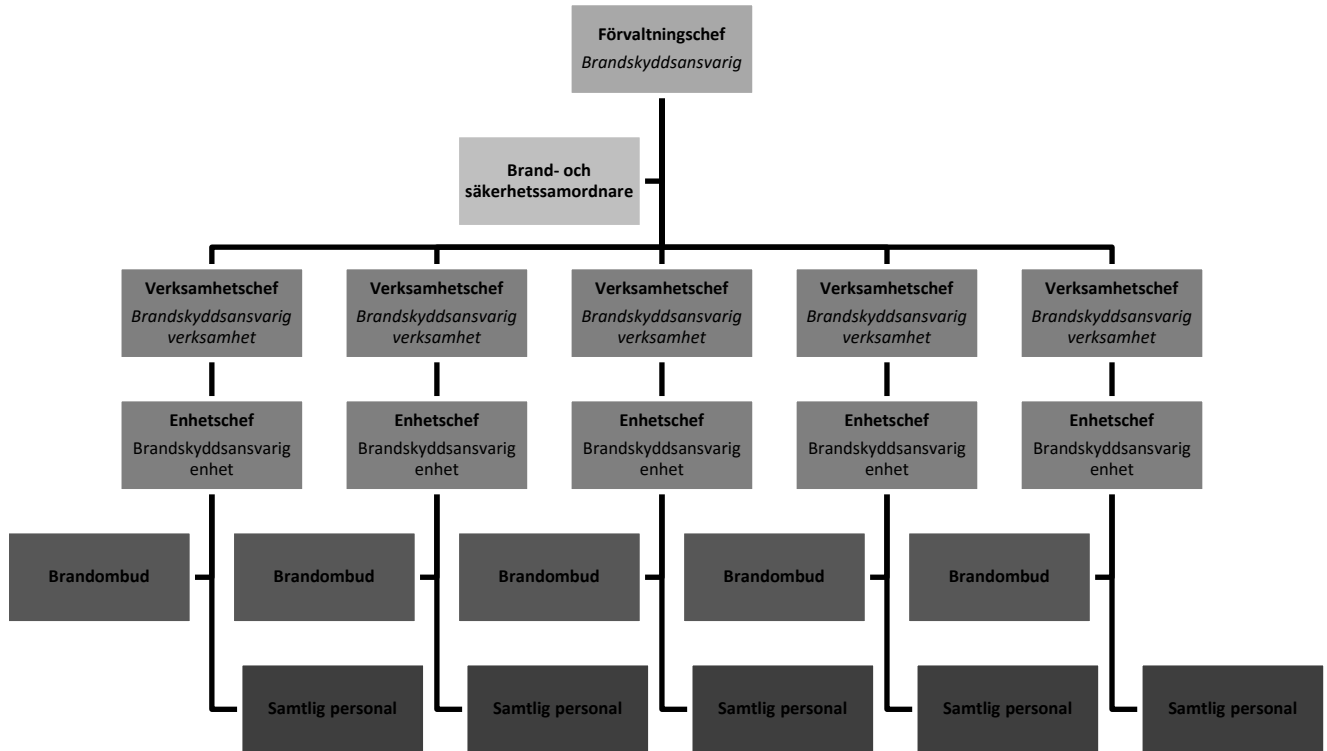 Förvaltningschef
Brandskyddsansvarig
Brand- och
säkerhetssamordnare
Verksamhetschef
Brandskyddsansvarig
verksamhet
Verksamhetschef
Brandskyddsansvarig
verksamhet
Verksamhetschef
Brandskyddsansvarig
verksamhet
Verksamhetschef
Brandskyddsansvarig
verksamhet
Verksamhetschef
Brandskyddsansvarig
verksamhet
Enhetschef
Brandskyddsansvarig
enhet
Enhetschef
Brandskyddsansvarig
enhet
Enhetschef
Brandskyddsansvarig
enhet
Enhetschef
Brandskyddsansvarig
enhet
Enhetschef
Brandskyddsansvarig
enhet
Brandombud
Brandombud
Brandombud
Brandombud
Brandombud
Samtlig personal
Samtlig personal
Samtlig personal
Samtlig personal
Samtlig personal